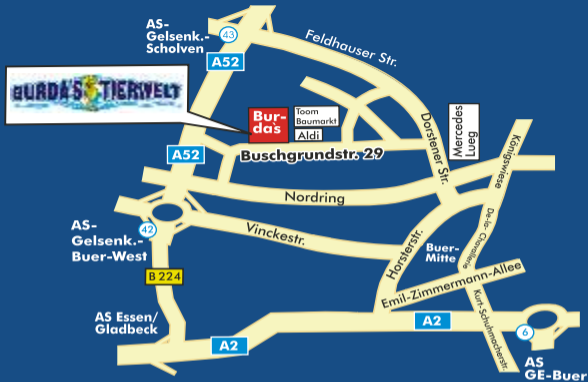 AS-
Gelsenk.-
Scholven
43
A52
Feldhauser Str.
BURDA'S TIERWELT
Bur-
da's
Toom
Baumarkt
Aldi
Dorstener Str.
Mercedes
Lueg
Königswiese
A52
Buschgrundstr. 29
Nordring
AS-
Gelsenk.-
Buer-West
42
Vinckestr.
Horsterstr.
Buer-
Mitte
De-la-Chevallerie
B 224
Emil-Zimmermann-Allee
Kurt-Schuhmacherstr.
AS Essen/
Gladbeck
A2
A2
6
AS
GE-Buer